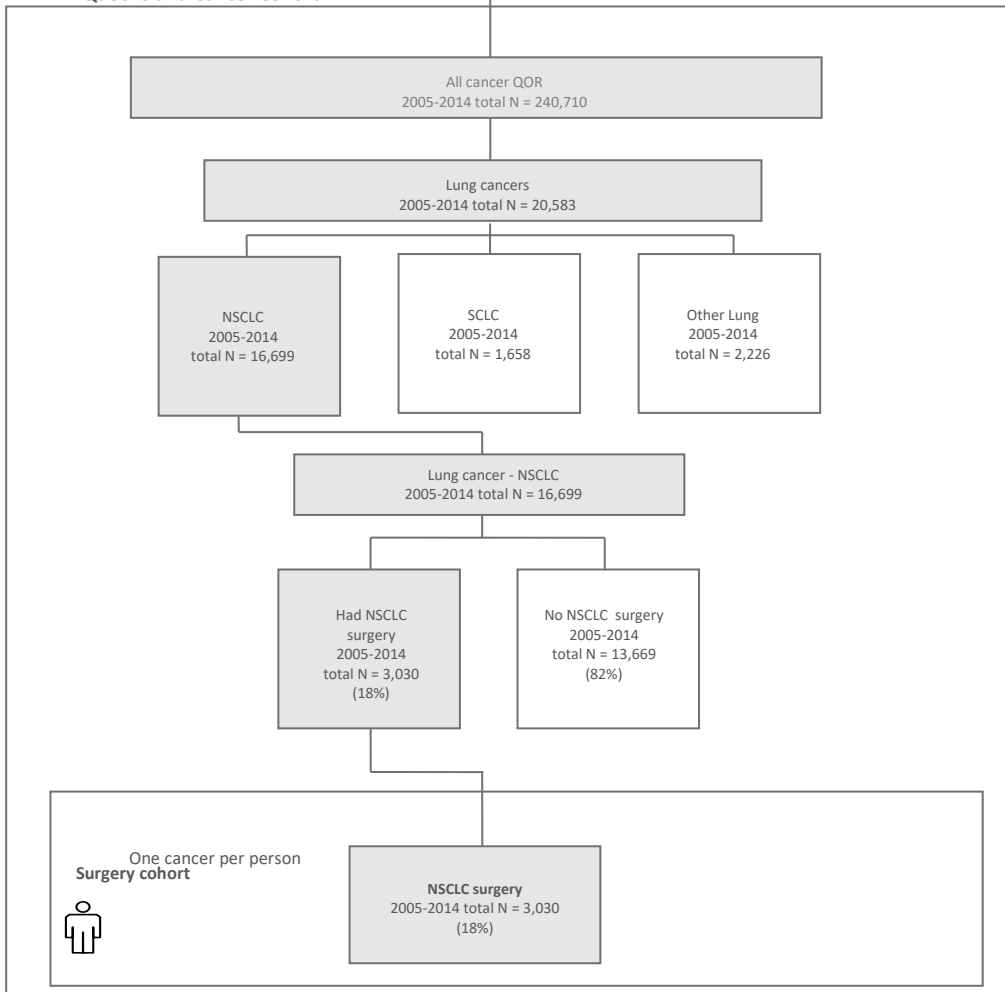 All cancer QOR
2005-2014 total N = 240,710
Lung cancers
2005-2014 total N = 20,583
NSCLC
2005-2014
total N = 16,699
SCLC
2005-2014
total N = 1,658
Other Lung
2005-2014
total N = 2,226
Lung cancer - NSCLC
2005-2014 total N = 16,699
Had NSCLC
surgery
2005-2014
total N = 3,030
(18%)
No NSCLC surgery
2005-2014
total N = 13,669
(82%)
One cancer per person
Surgery cohort
NSCLC surgery
2005-2014 total N = 3,030
(18%)